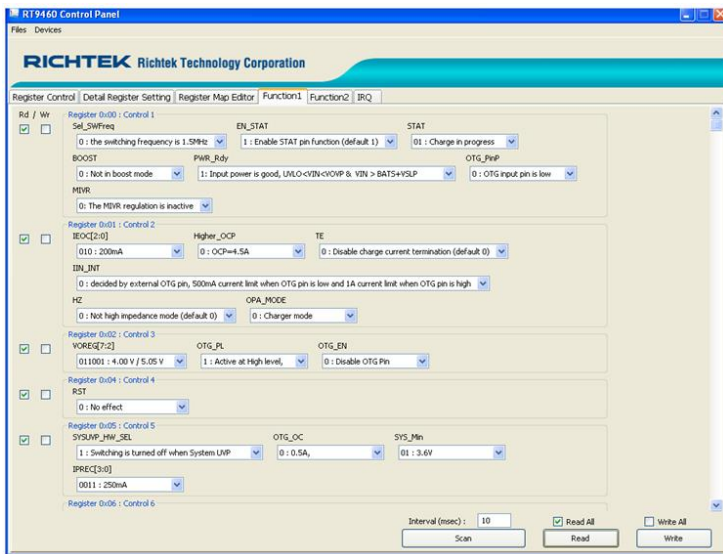 RT9460 Control Panel
Files Devices
RICHTEK Richtek Technology Corporation
Register Control Detail Register Setting Register Map Editor Function1 Function2 IRQ
Rd / Wr
Register 0x00 : Control 1
Sel_SWFreq EN_STAT STAT
0 : the switching frequency is 1.5MHz 1 : Enable STAT pin function (default 1) 01 : Charge in progress
BOOST PWR_Rdy OTG_PinP
0 : Not in boost mode 1: Input power is good, UVLO<VIN<VOVP & VIN > BATS+VSLP 0 : OTG input pin is low
MIVR
0: The MIVR regulation is inactive
Register 0x01 : Control 2
IEOC[2:0] Higher_OCP TE
010 : 200mA 0 : OCP=4.5A 0 : Disable charge current termination (default 0)
IIN_INT
0 : decided by external OTG pin, 500mA current limit when OTG pin is low and 1A current limit when OTG pin is high
HZ OPA_MODE
0 : Not high impedance mode (default 0) 0 : Charger mode
Register 0x02 : Control 3
VOREG[7:2] OTG_PL OTG_EN
011001 : 4.00 V / 5.05 V 1 : Active at High level, 0 : Disable OTG Pin
Register 0x04 : Control 4
RST
0 : No effect
Register 0x05 : Control 5
SYSUVP_HW_SEL OTG_OC SYS_Min
1 : Switching is turned off when System UVP 0 : 0.5A, 01 : 3.6V
IPREC[3:0]
0011 : 250mA
Register 0x06 : Control 6
Interval (msec) : 10 Read All Write All
Scan Read Write